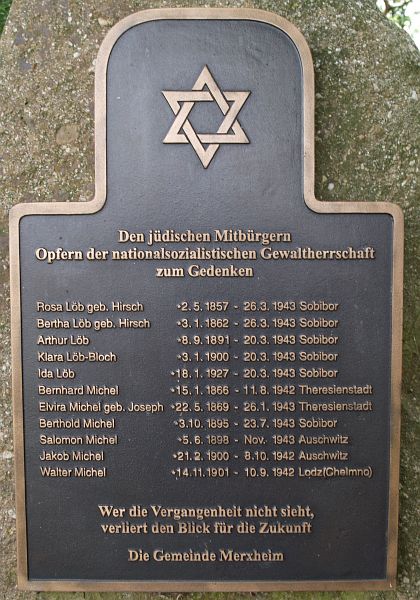 Den jüdischen Mitbürgern
Opfern der nationalsozialistischen Gewaltherrschaft
zum Gedenken
Rosa Löb geb. Hirsch *2.5.1857 - 26.3.1943 Sobibor
Bertha Löb geb. Hirsch *3.1.1862 - 26.3.1943 Sobibor
Arthur Löb *8.9.1891 - 20.3.1943 Sobibor
Klara Löb-Bloch *3.1.1900 - 20.3.1943 Sobibor
Ida Löb *18.1.1927 - 20.3.1943 Sobibor
Bernhard Michel *15.1.1866 - 11.8.1942 Theresienstadt
Elvira Michel geb. Joseph *22.5.1869 - 26.1.1943 Theresienstadt
Berthold Michel *3.10.1895 - 23.7.1943 Sobibor
Salomon Michel *5.6.1898 - Nov. 1943 Auschwitz
Jakob Michel *21.2.1900 - 8.10.1942 Auschwitz
Walter Michel *14.11.1901 - 10.9.1942 Lodz(Chelmno)
Wer die Vergangenheit nicht sieht,
verliert den Blick für die Zukunft
Die Gemeinde Merxheim